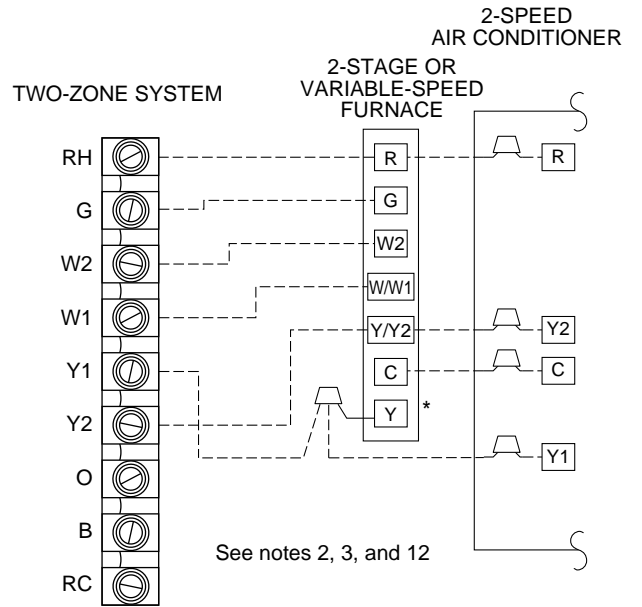 2-SPEED
AIR CONDITIONER
2-STAGE OR
VARIABLE-SPEED
FURNACE
TWO-ZONE SYSTEM
RH
R
R
G
G
W2
W2
W1
W/W1
Y/Y2
Y2
Y1
C
C
Y2
Y *
Y1
O
B
See notes 2, 3, and 12
RC